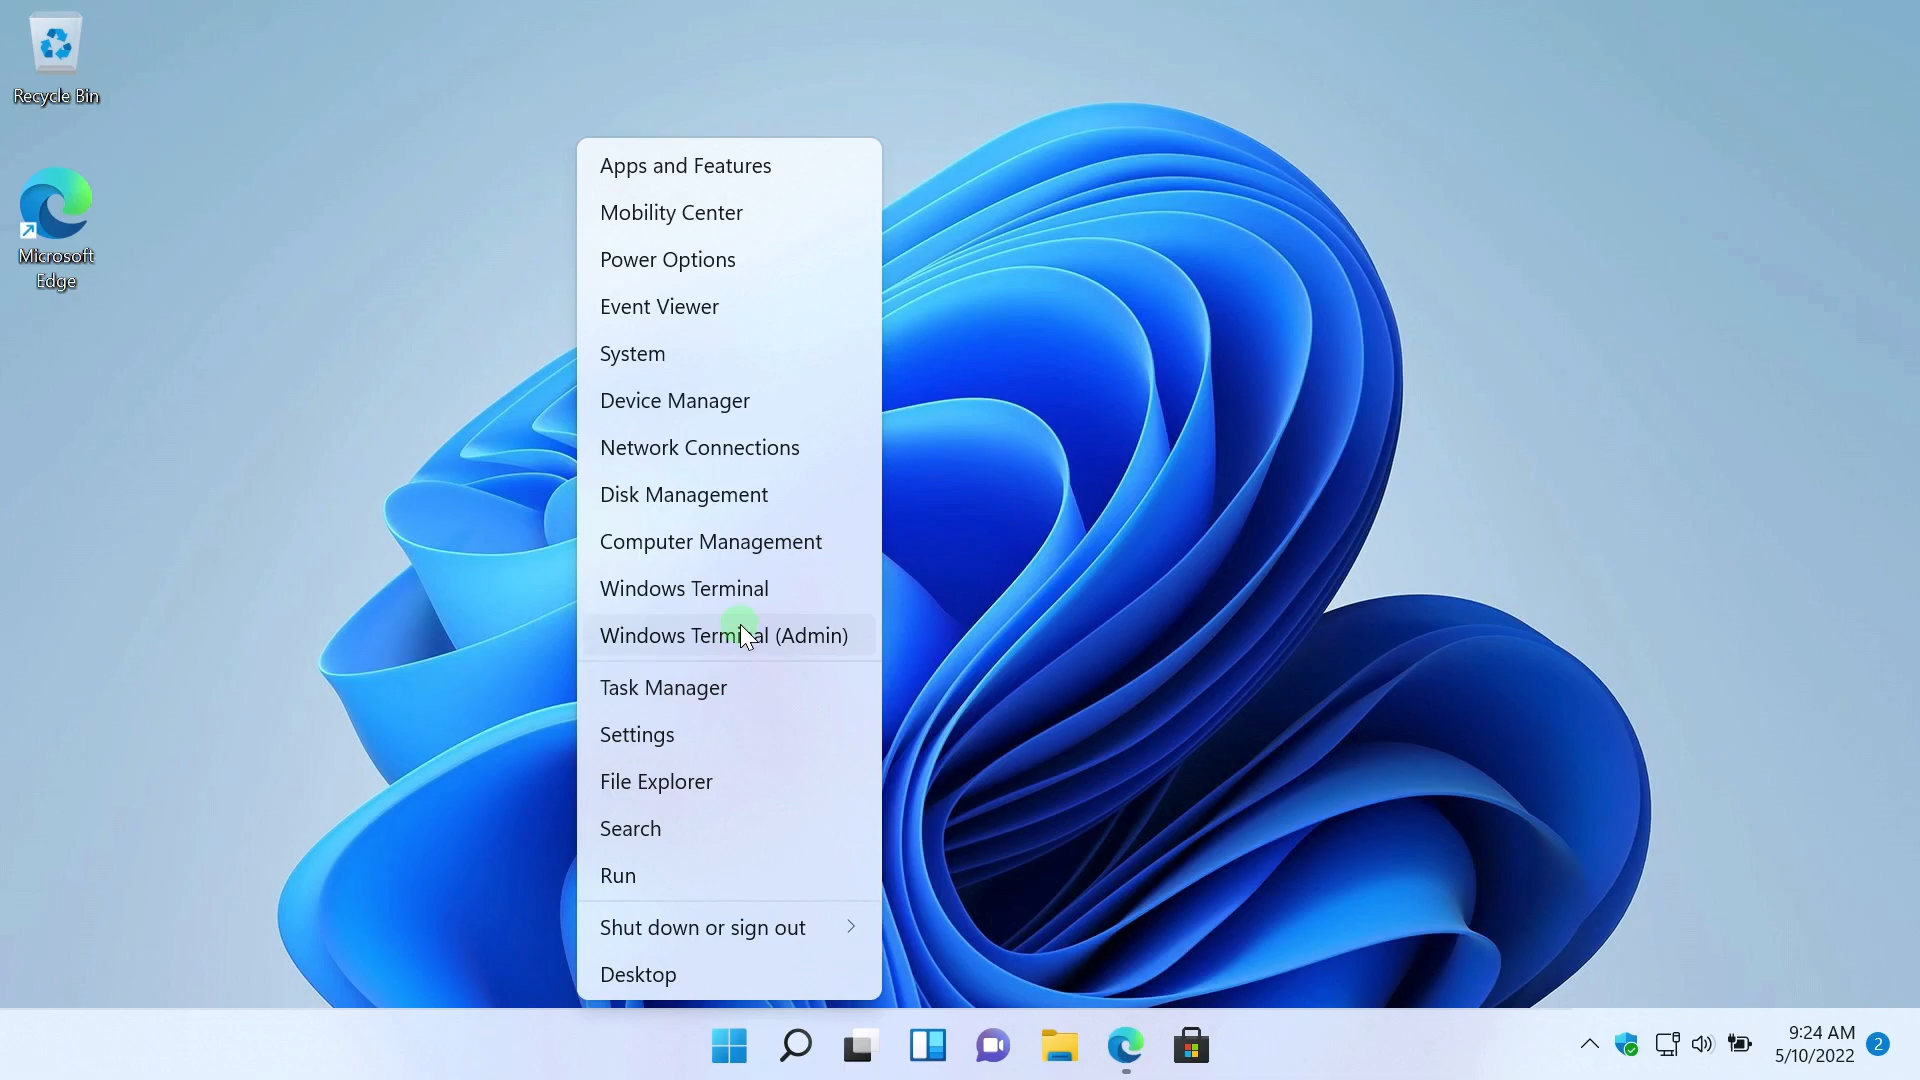 Recycle Bin
Microsoft
Edge
Apps and Features
Mobility Center
Power Options
Event Viewer
System
Device Manager
Network Connections
Disk Management
Computer Management
Windows Terminal
Windows Terminal (Admin)
Task Manager
Settings
File Explorer
Search
Run
Shut down or sign out
Desktop
9:24 AM
5/10/2022
2